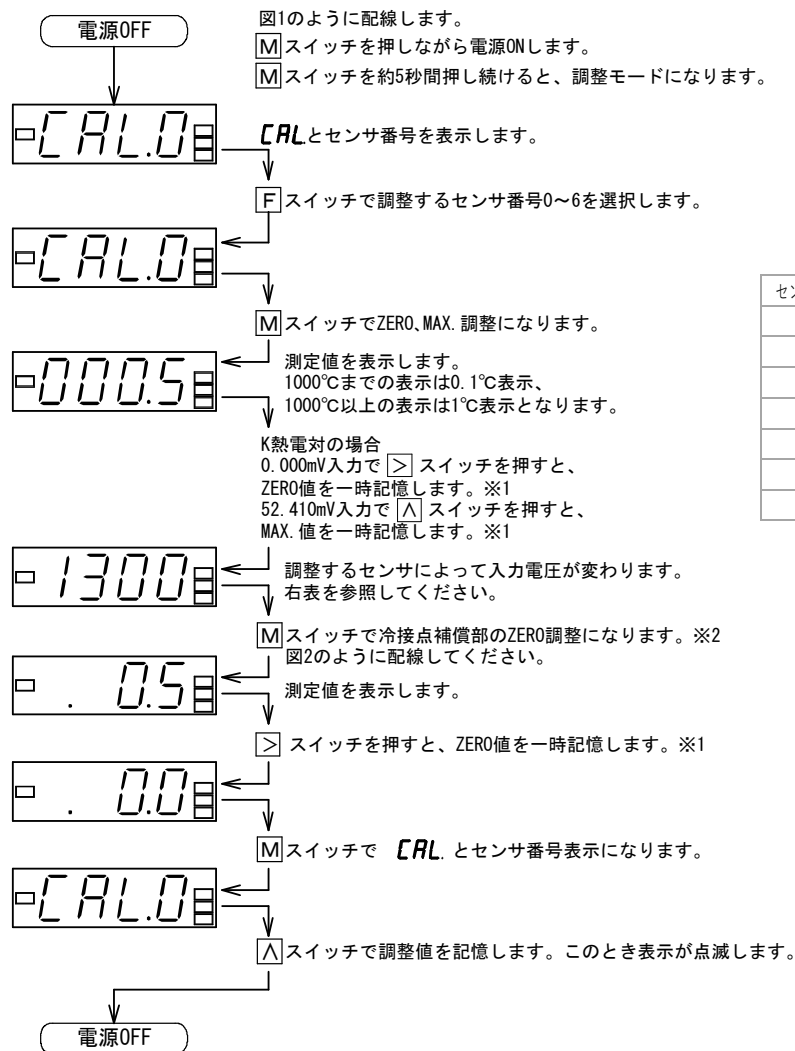 電源OFF
図1のように配線します。
Mスイッチを押しながら電源ONします。
Mスイッチを約5秒間押し続けると、調整モードになります。
CAL.0
CAL.とセンサ番号を表示します。
Fスイッチで調整するセンサ番号0～6を選択します。
CAL.0
Mスイッチで ZERO、MAX. 調整になります。
000.5
測定値を表示します。
1000℃までの表示は0.1℃表示、
1000℃以上の表示は1℃表示となります。
K熱電対の場合
0.000mV入力で > スイッチを押すと、
ZERO値を一時記憶します。※1
52.410mV入力で ∧ スイッチを押すと、
MAX. 値を一時記憶します。※1
1300
調整するセンサによって入力電圧が変わります。
右表を参照してください。
Mスイッチで冷接点補償部のZERO調整になります。※2
図2のように配線してください。
. 0.5
測定値を表示します。
> スイッチを押すと、ZERO値を一時記憶します。※1
. 0.0
Mスイッチで CAL. とセンサ番号表示になります。
CAL.0
∧スイッチで調整値を記憶します。このとき表示が点滅します。
電源OFF